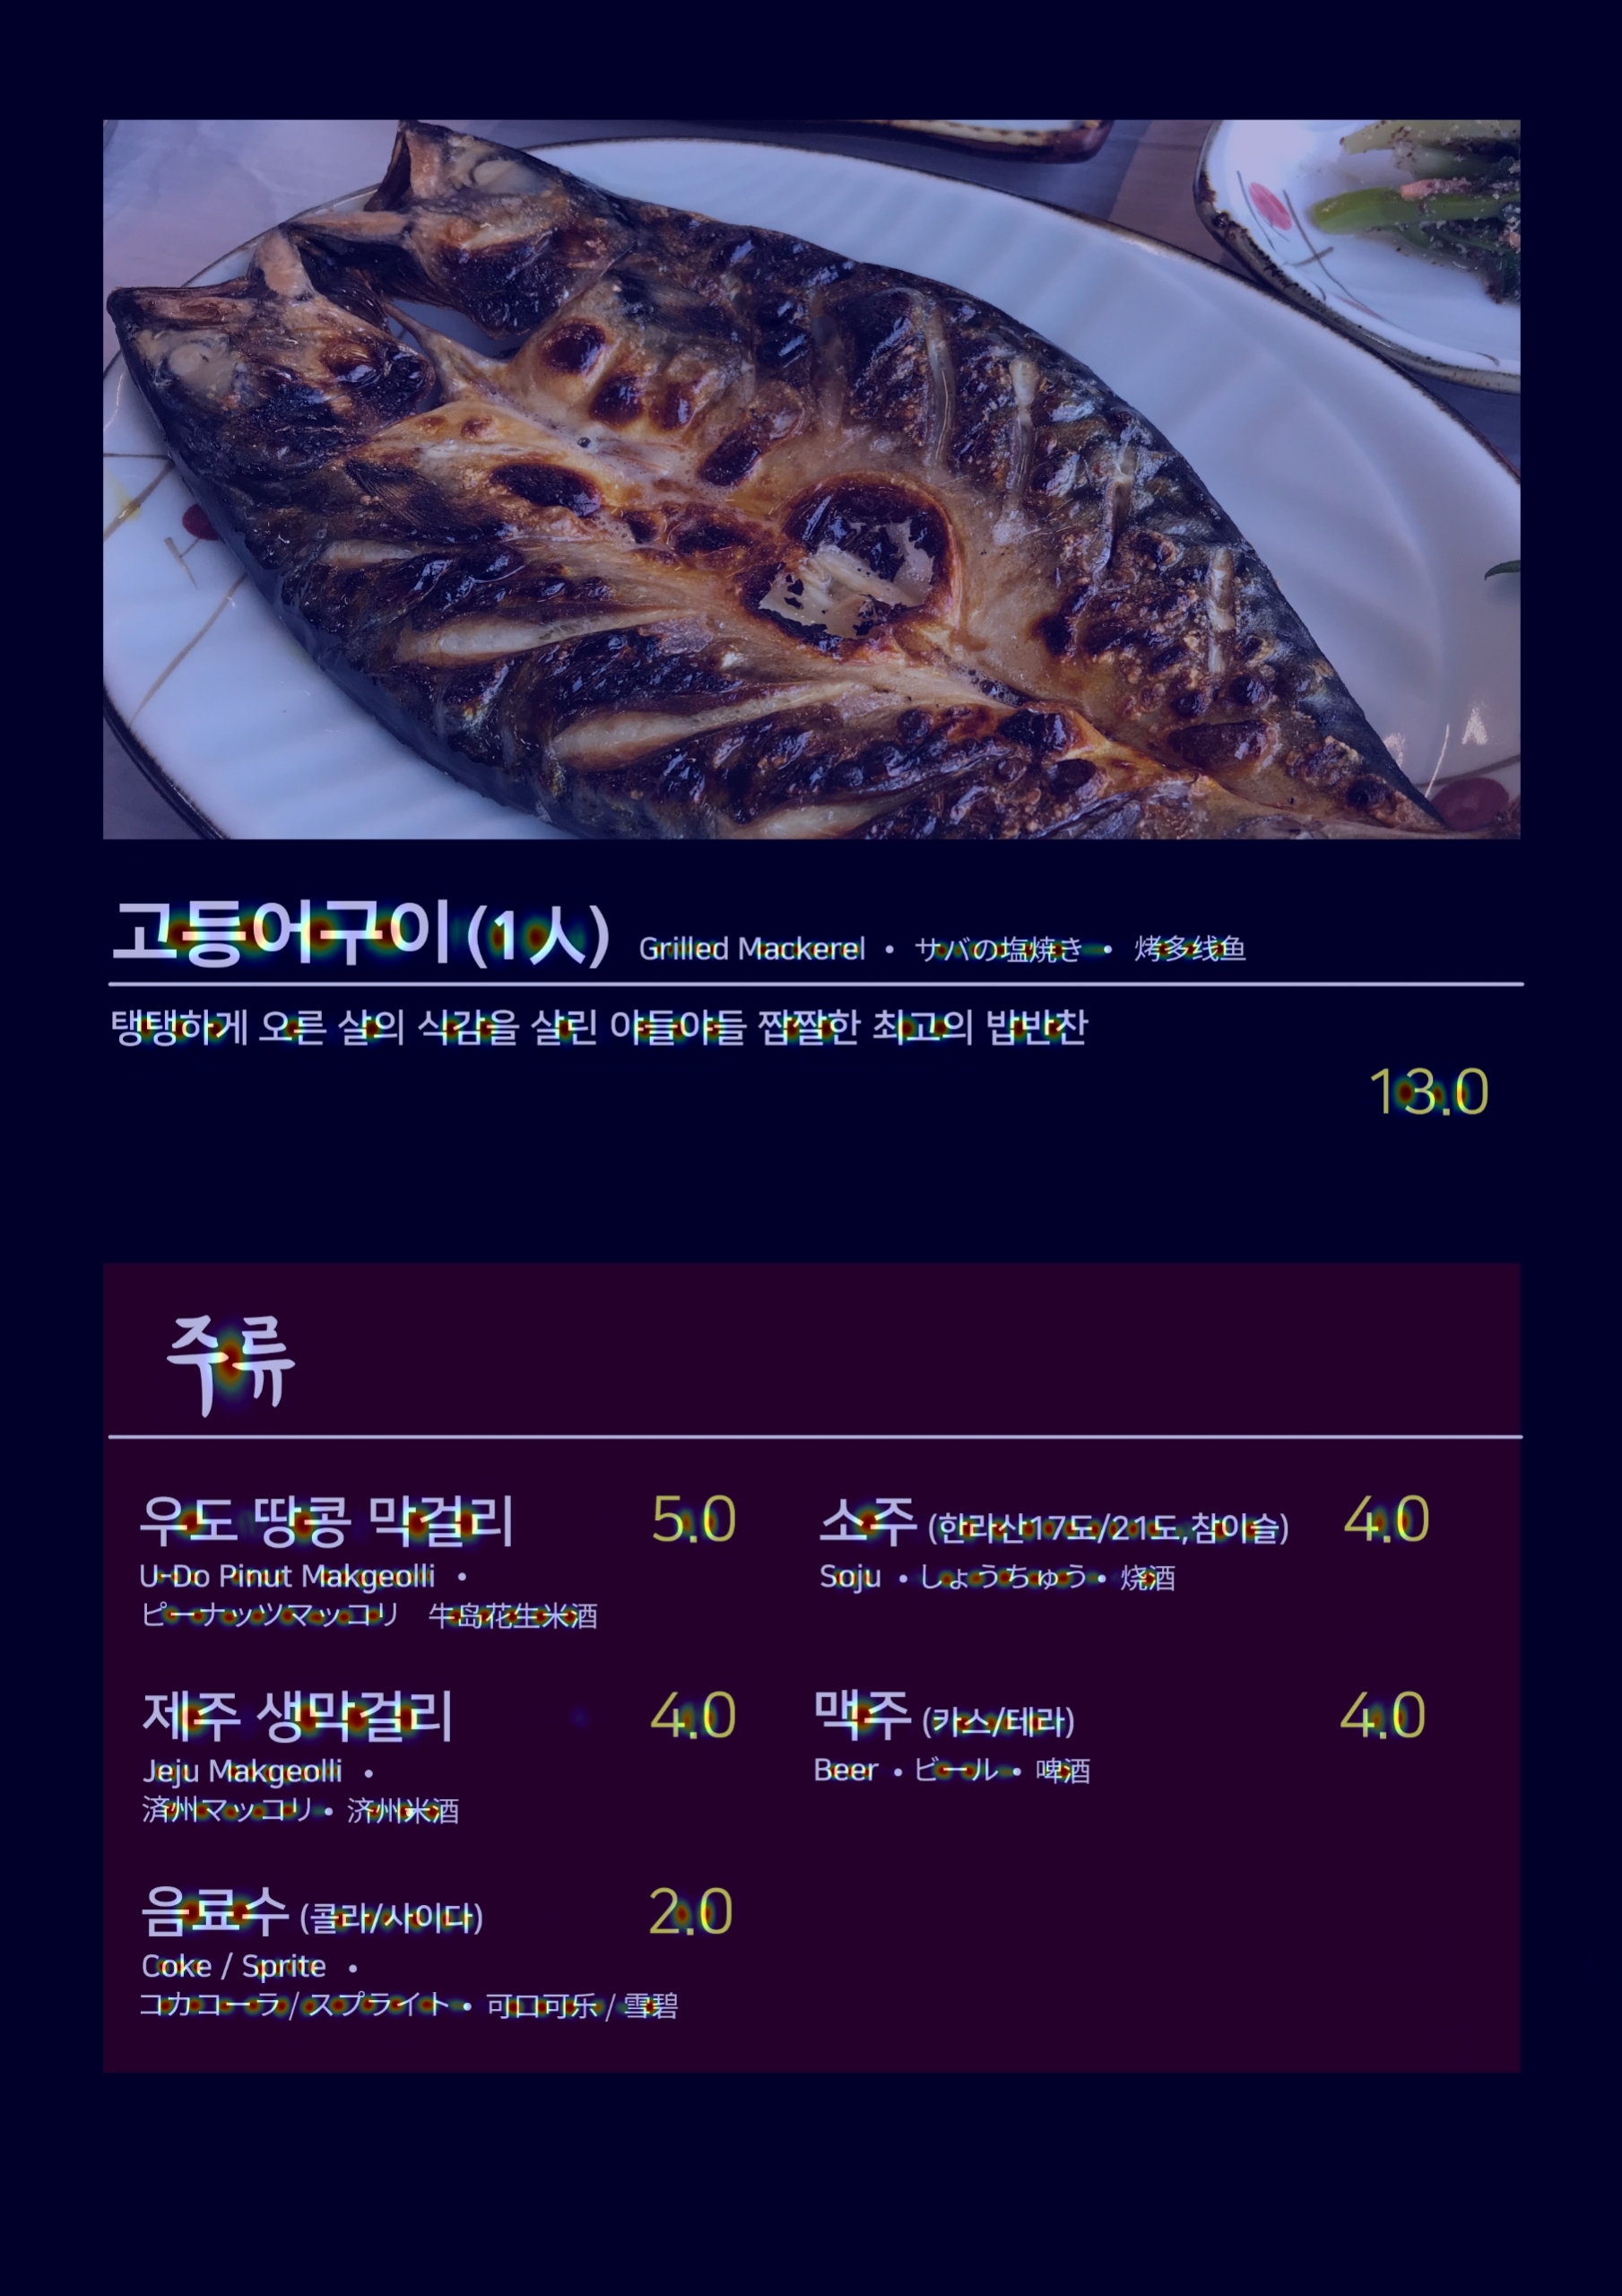 고등어구이(1人) Grilled Mackerel • サバの塩焼き • 烤多线鱼
탱탱하게 오른 살의 식감을 살린 야들야들 짭짤한 최고의 밥반찬
13.0
주류
우도 땅콩 막걸리 5.0
U-Do Pinut Makgeolli •
ピーナッツマッコリ 牛岛花生米酒
소주 (한라산17도/21도,참이슬) 4.0
Soju • しょうちゅう • 烧酒
제주 생막걸리 4.0
Jeju Makgeolli •
済州マッコリ • 济州米酒
맥주 (카스/테라) 4.0
Beer • ビール • 啤酒
음료수 (콜라/사이다) 2.0
Coke / Sprite •
コカコーラ/スプライト • 可口可乐/雪碧